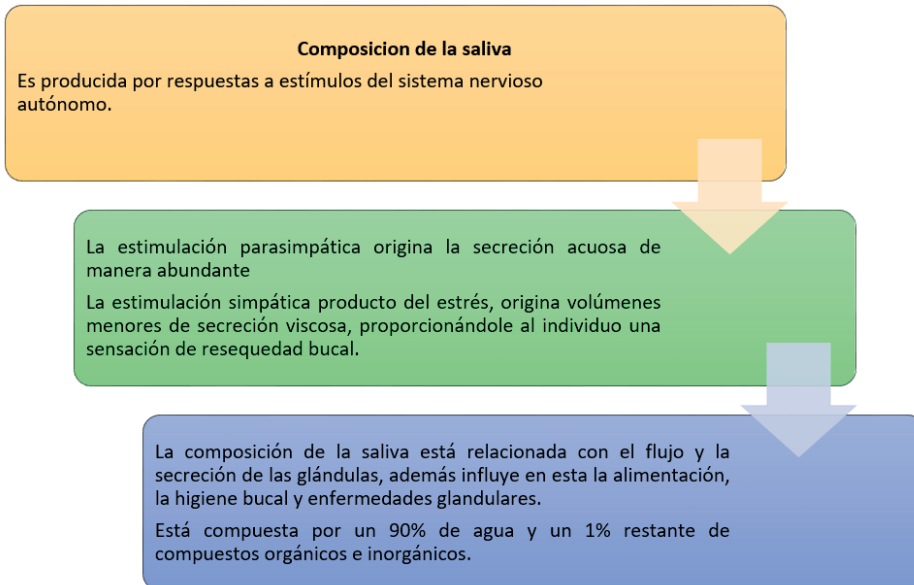 Composicion de la saliva
Es producida por respuestas a estímulos del sistema nervioso
autónomo.
La estimulación parasimpática origina la secreción acuosa de
manera abundante
La estimulación simpática producto del estrés, origina volúmenes
menores de secreción viscosa, proporcionándole al individuo una
sensación de resequedad bucal.
La composición de la saliva está relacionada con el flujo y la
secreción de las glándulas, además influye en esta la alimentación,
la higiene bucal y enfermedades glandulares.
Está compuesta por un 90% de agua y un 1% restante de
compuestos orgánicos e inorgánicos.